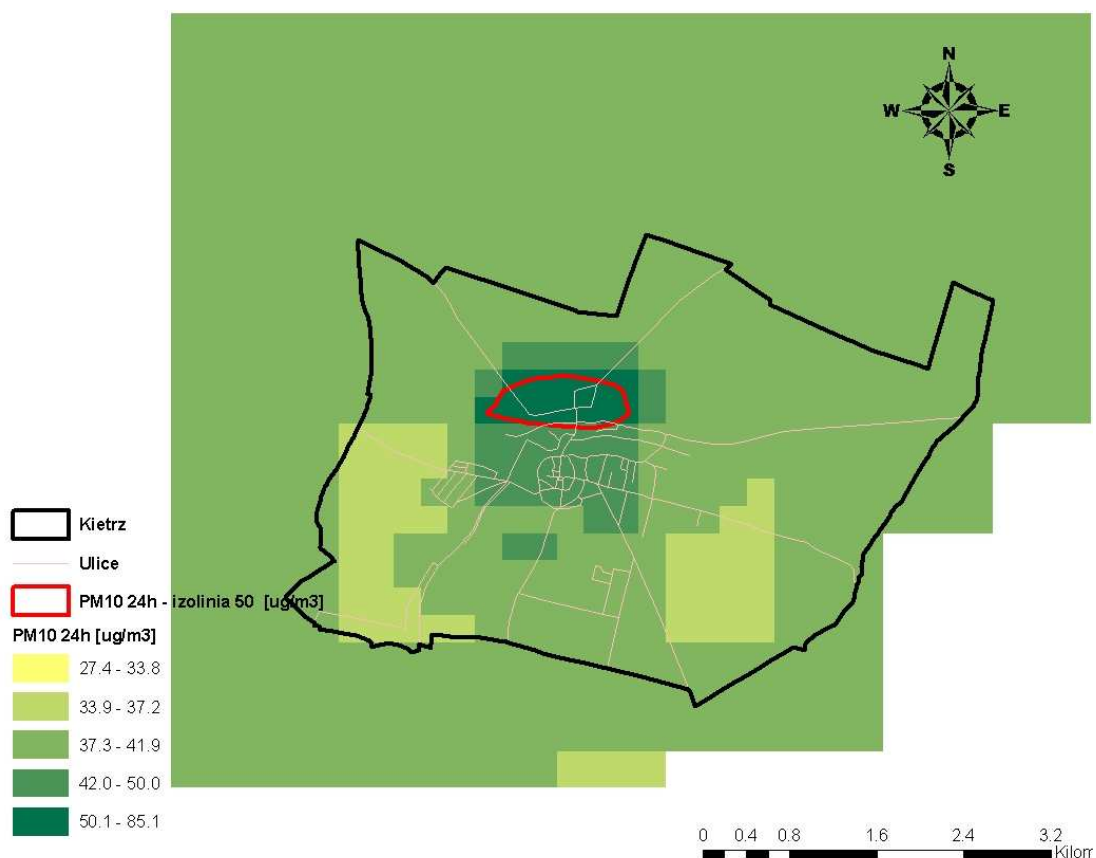 N
W E
S
Kietrz
Ulice
PM10 24h - izolinia 50 [ug/m3]
PM10 24h [ug/m3]
27.4 - 33.8
33.9 - 37.2
37.3 - 41.9
42.0 - 50.0
50.1 - 85.1
0 0.4 0.8 1.6 2.4 3.2
Kilom